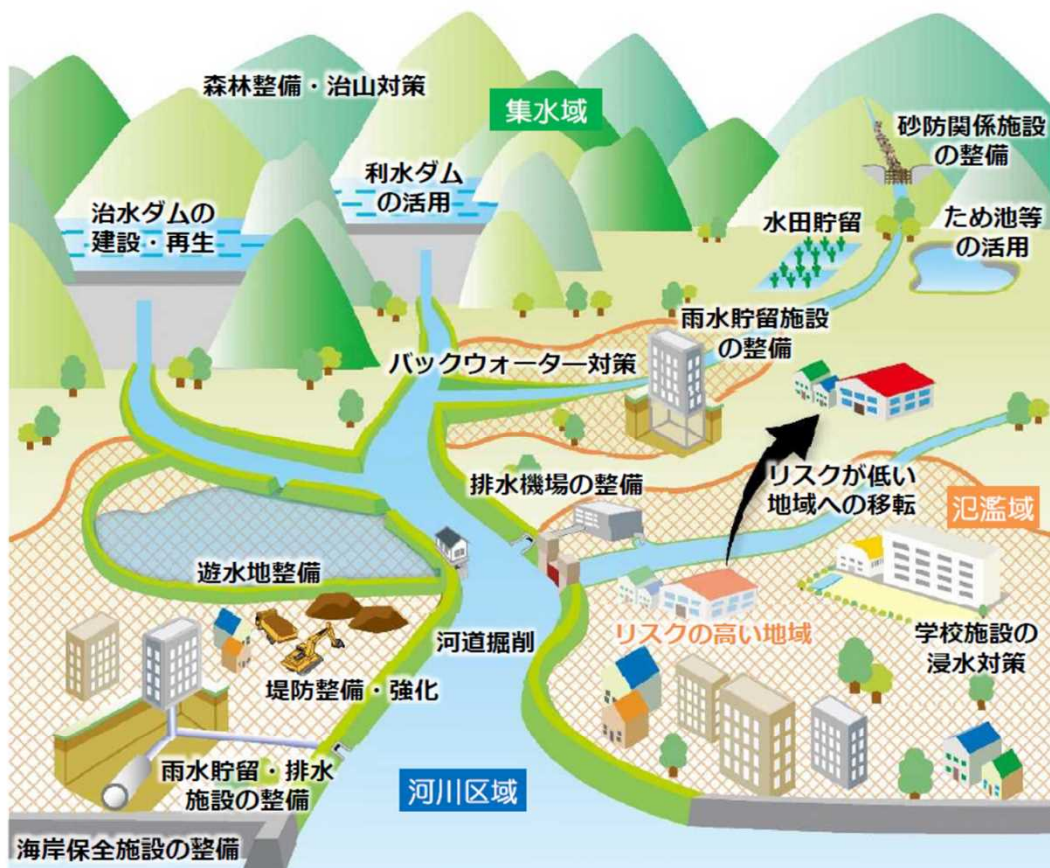 森林整備・治山対策
集水域
砂防関係施設
の整備
利水ダム
の活用
治水ダムの
建設・再生
水田貯留
ため池等
の活用
雨水貯留施設
の整備
バックウォーター対策
排水機場の整備
リスクが低い
地域への移転
氾濫域
遊水地整備
河道掘削
リスクの高い地域
学校施設の
浸水対策
堤防整備・強化
雨水貯留・排水
施設の整備
河川区域
海岸保全施設の整備